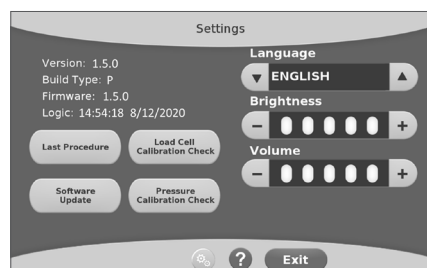 Settings
Version: 1.5.0
Build Type: P
Firmware: 1.5.0
Logic: 14:54:18 8/12/2020
Last Procedure
Load Cell
Calibration Check
Software
Update
Pressure
Calibration Check
Language
ENGLISH
Brightness
Volume
?
Exit